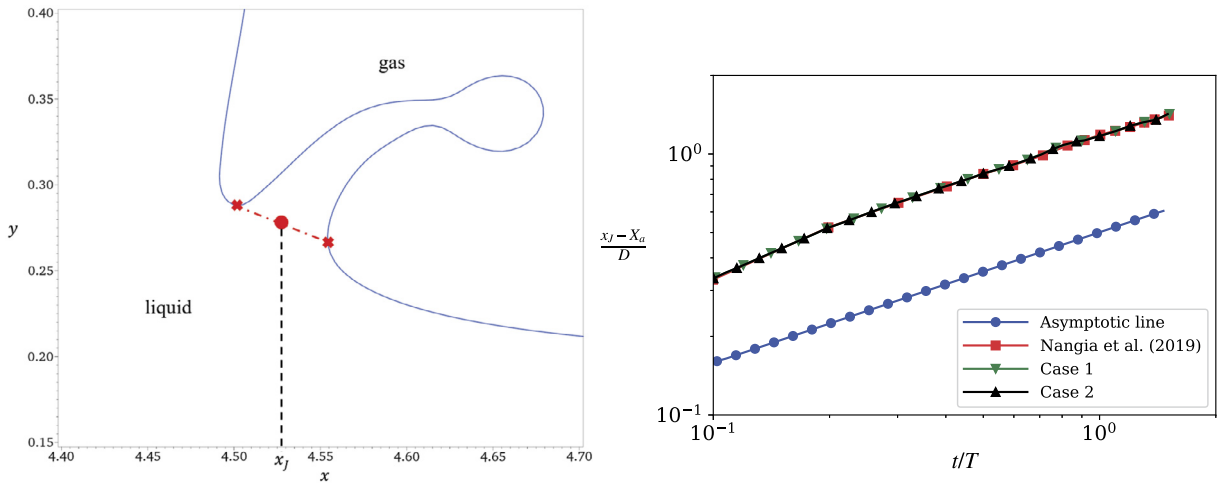 0.40
0.35
0.30
0.25
0.20
0.15
y
gas
liquid
4.40
4.45
4.50
4.55
4.60
4.65
4.70
x_J
x
x_J − X_a
D
10^0
10^−1
10^−1
10^0
t/T
Asymptotic line
Nangia et al. (2019)
Case 1
Case 2